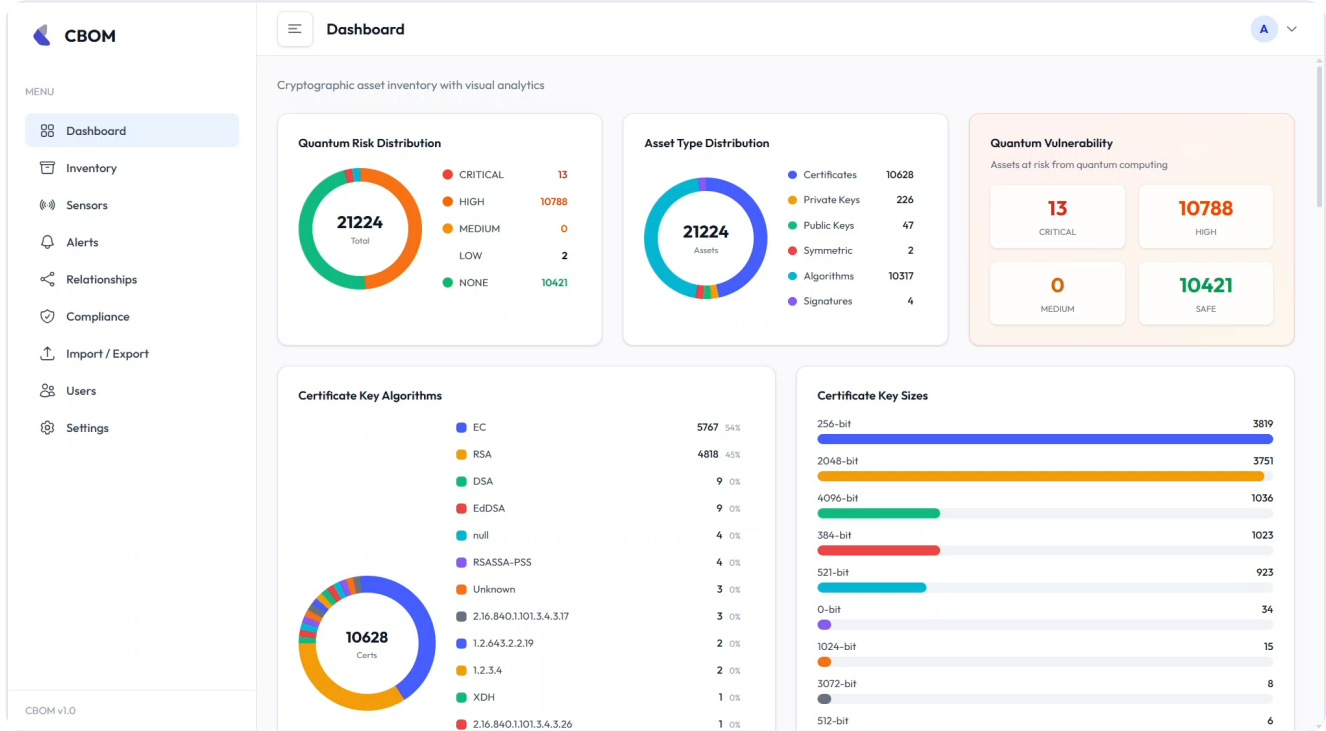 CBOM
Dashboard
A
MENU
Dashboard
Inventory
Sensors
Alerts
Relationships
Compliance
Import / Export
Users
Settings
CBOM v1.0
Cryptographic asset inventory with visual analytics
Quantum Risk Distribution
21224
Total
CRITICAL 13
HIGH 10788
MEDIUM 0
LOW 2
NONE 10421
Asset Type Distribution
21224
Assets
Certificates 10628
Private Keys 226
Public Keys 47
Symmetric 2
Algorithms 10317
Signatures 4
Quantum Vulnerability
Assets at risk from quantum computing
13
CRITICAL
10788
HIGH
0
MEDIUM
10421
SAFE
Certificate Key Algorithms
10628
Certs
EC 5767 54%
RSA 4818 45%
DSA 9 0%
EdDSA 9 0%
null 4 0%
RSASSA-PSS 4 0%
Unknown 3 0%
2.16.840.1.101.3.4.3.17 3 0%
1.2.643.2.2.19 2 0%
1.2.3.4 2 0%
XDH 1 0%
2.16.840.1.101.3.4.3.26 1 0%
Certificate Key Sizes
256-bit 3819
2048-bit 3751
4096-bit 1036
384-bit 1023
521-bit 923
0-bit 34
1024-bit 15
3072-bit 8
512-bit 6